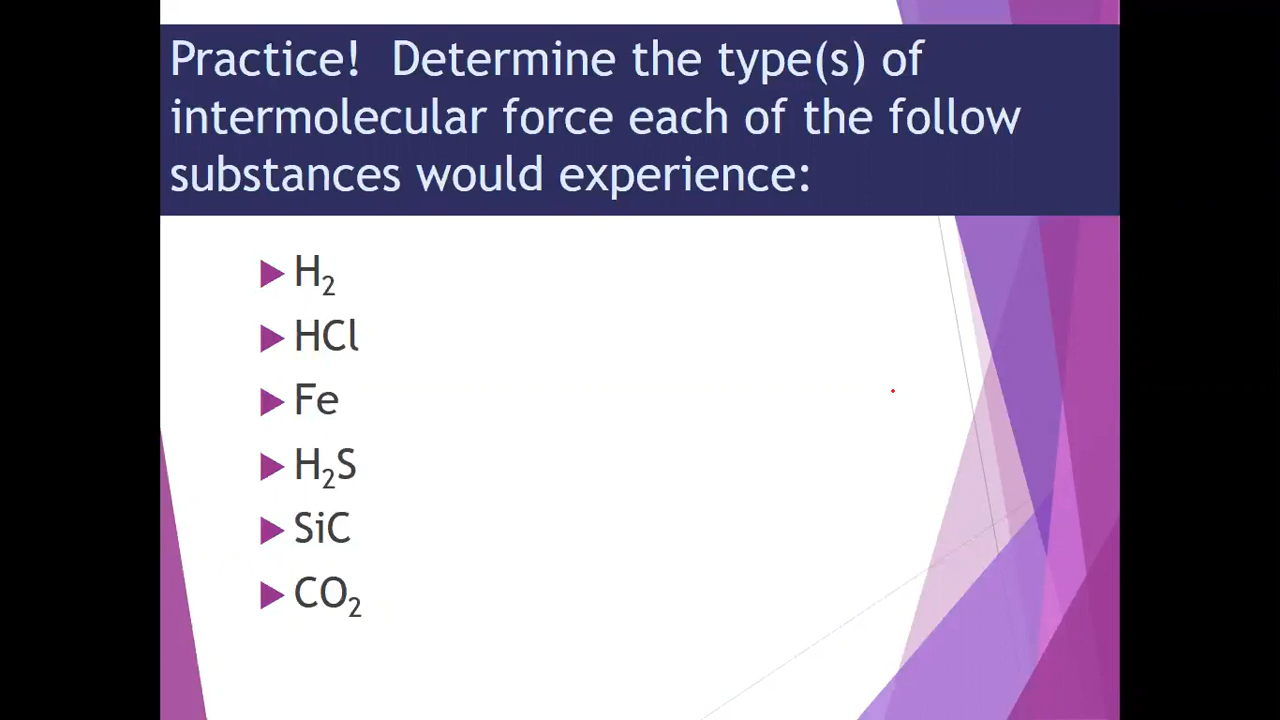 Practice!  Determine the type(s) of
intermolecular force each of the follow
substances would experience:
H₂
HCl
Fe
H₂S
SiC
CO₂